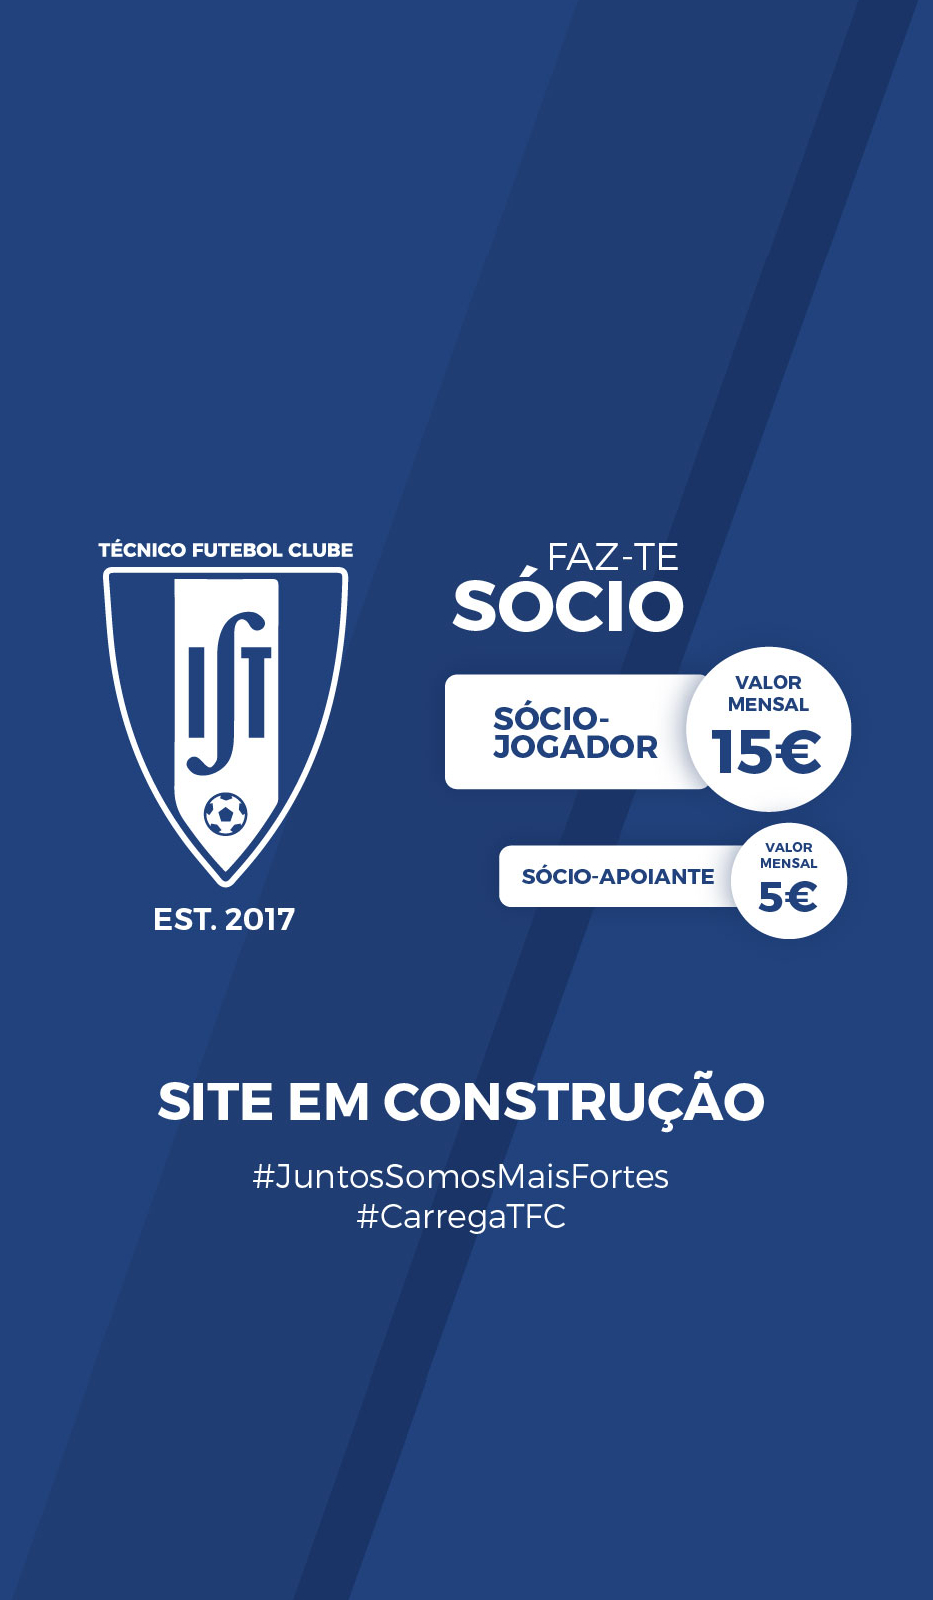 TÉCNICO FUTEBOL CLUBE
IST
EST. 2017
FAZ-TE
SÓCIO
SÓCIO-
JOGADOR
VALOR
MENSAL
15€
SÓCIO-APOIANTE
VALOR
MENSAL
5€
SITE EM CONSTRUÇÃO
#JuntosSomosMaisFortes
#CarregaTFC